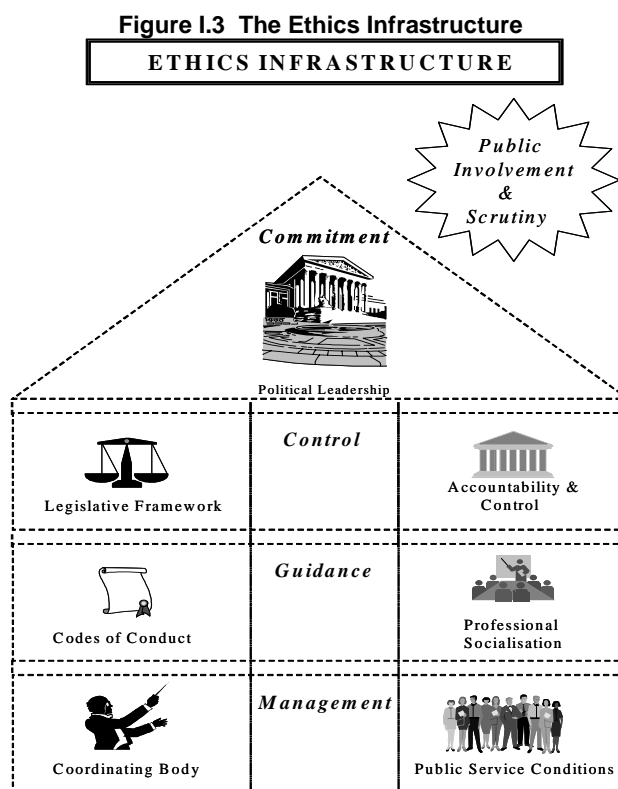 Figure I.3 The Ethics Infrastructure
ETHICS INFRASTRUCTURE
Public
Involvement
&
Scrutiny
Commitment
Political Leadership
Legislative Framework
Control
Accountability &
Control
Codes of Conduct
Guidance
Professional
Socialisation
Coordinating Body
Management
Public Service Conditions